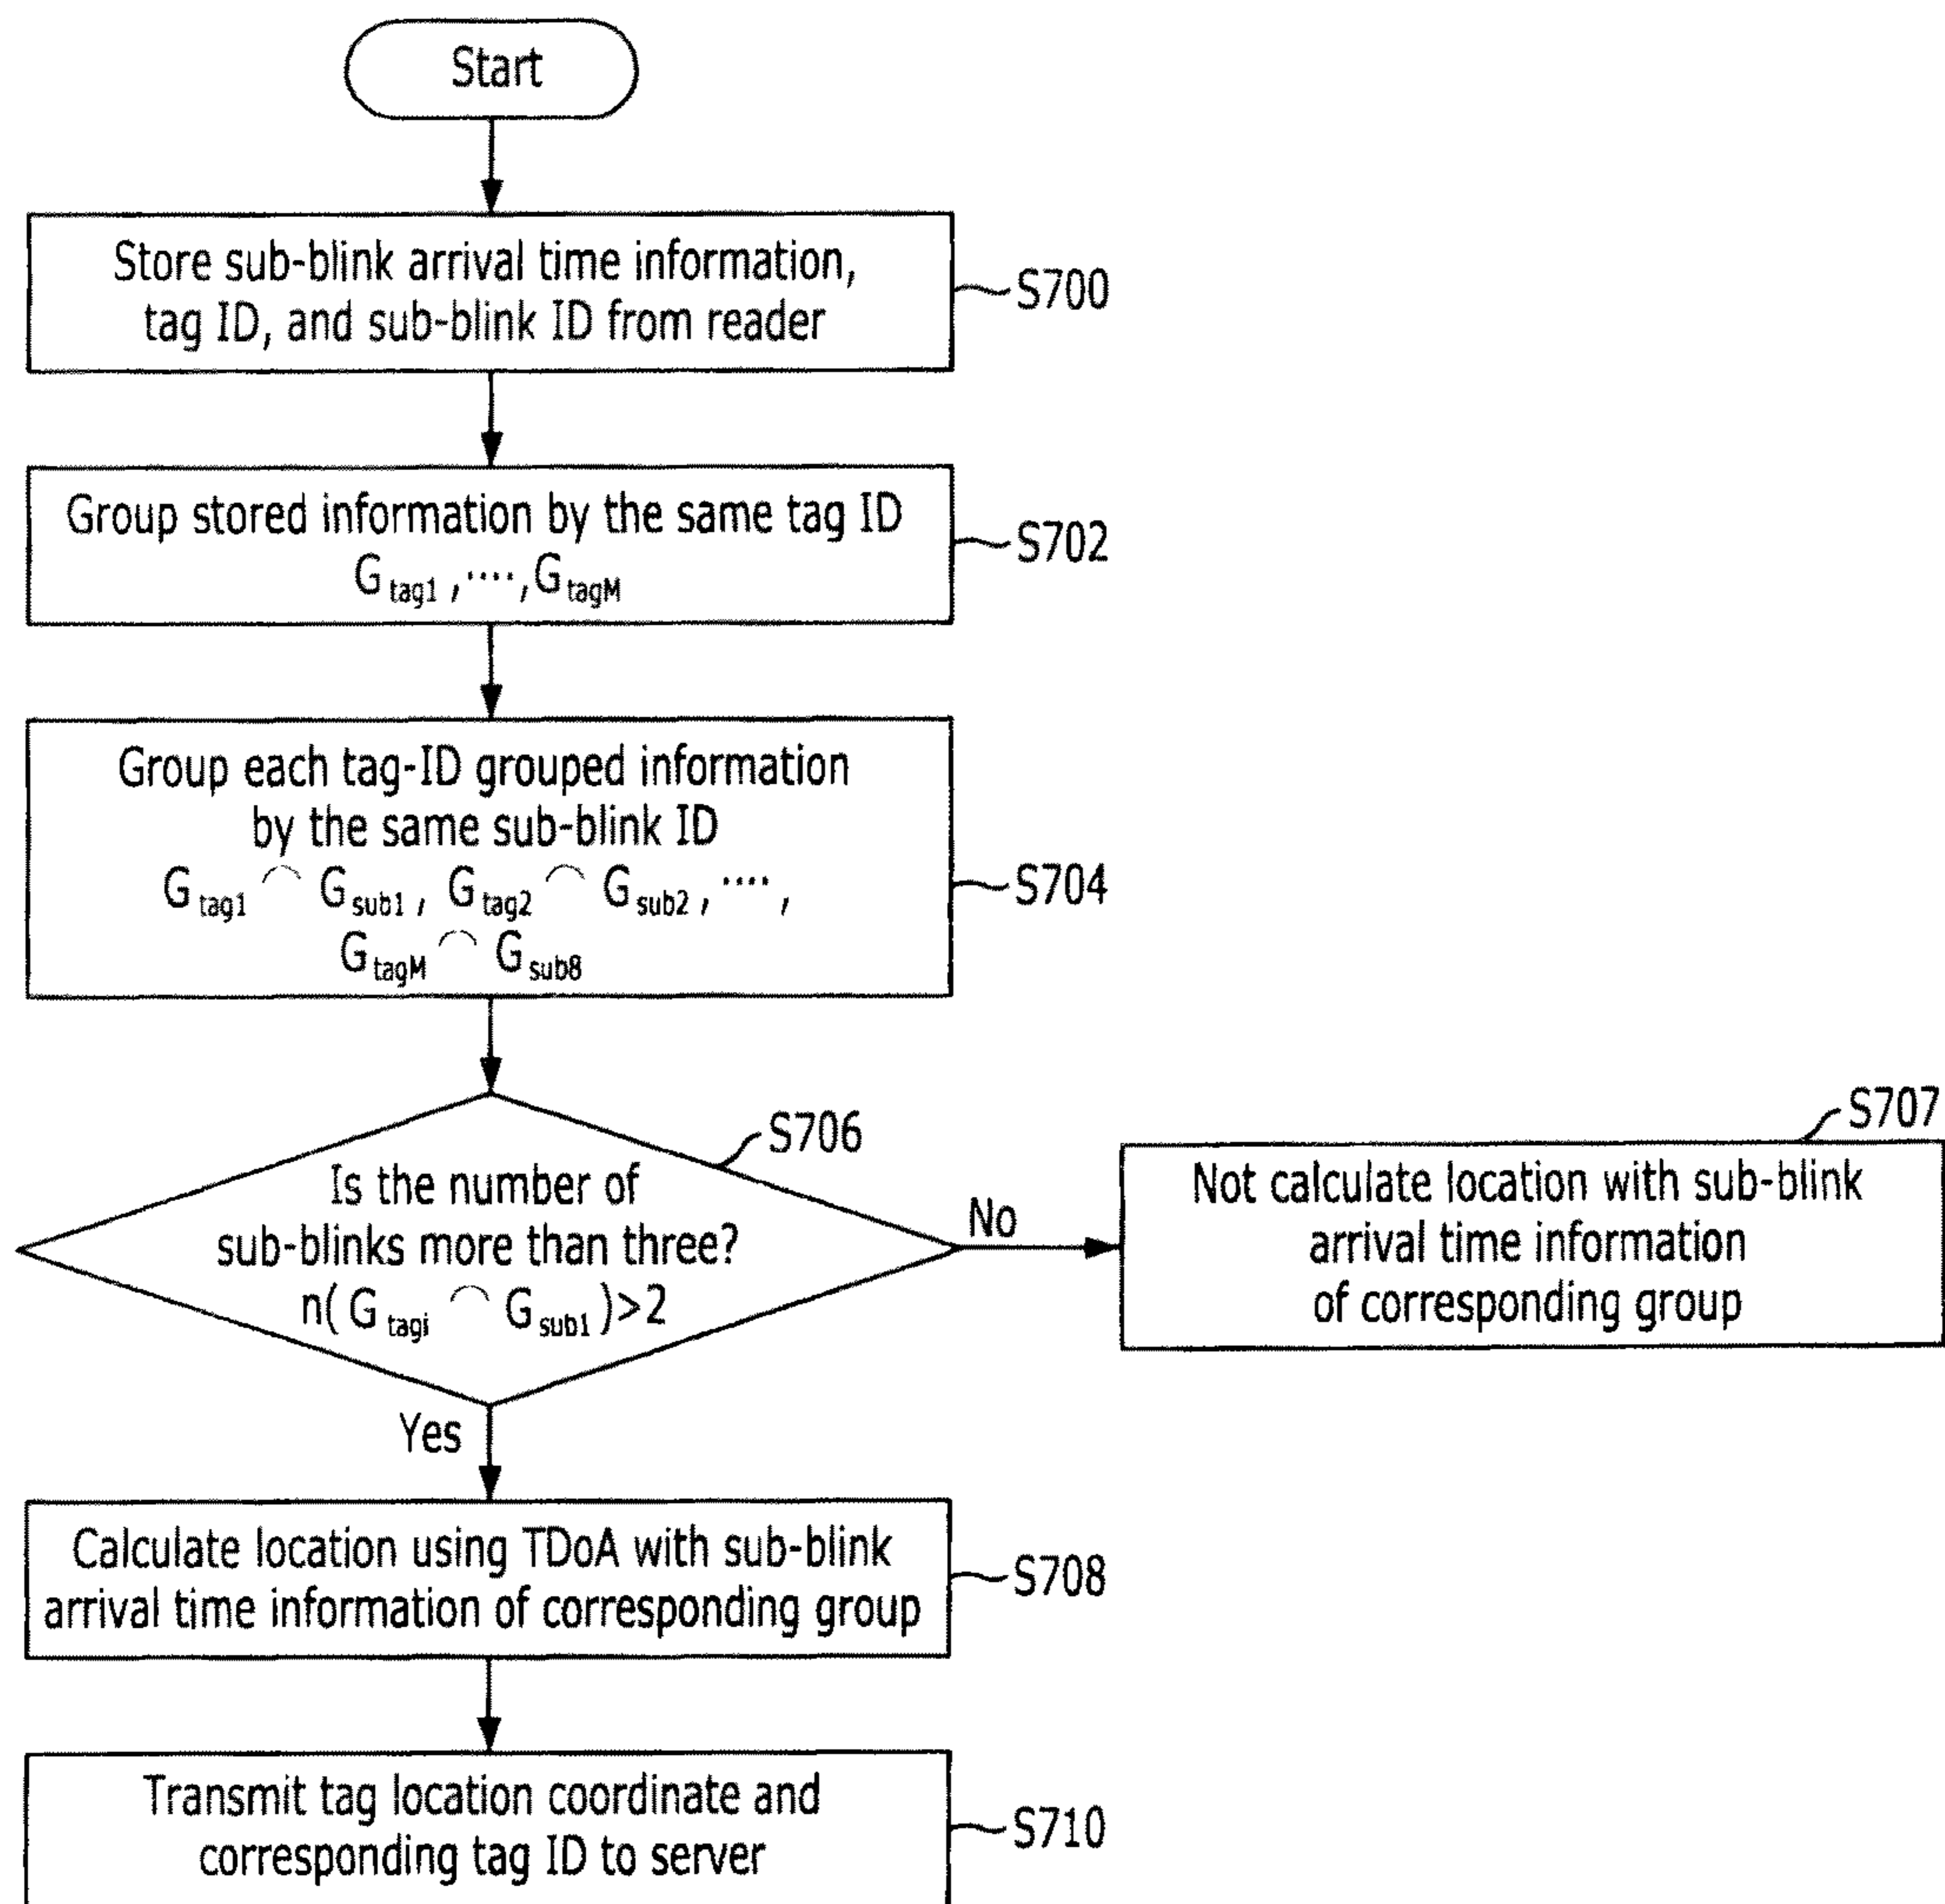 Start
Store sub-blink arrival time information,
tag ID, and sub-blink ID from reader
S700
Group stored information by the same tag ID
G tag1 ,····,G tagM
S702
Group each tag-ID grouped information
by the same sub-blink ID
G tag1 ⌒ G sub1 , G tag2 ⌒ G sub2 ,····,
G tagM ⌒ G sub8
S704
S706
Is the number of
sub-blinks more than three?
n( G tagi ⌒ G sub1 )>2
No
S707
Not calculate location with sub-blink
arrival time information
of corresponding group
Yes
Calculate location using TDoA with sub-blink
arrival time information of corresponding group
S708
Transmit tag location coordinate and
corresponding tag ID to server
S710